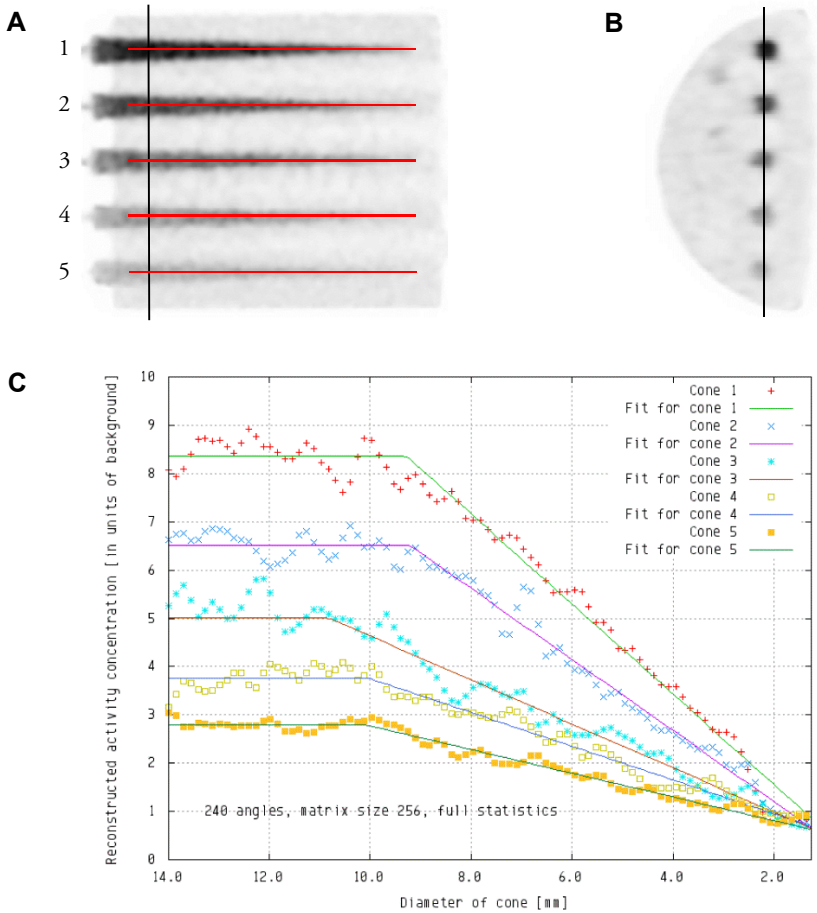 A
B
1
2
3
4
5
C
Reconstructed activity concentration [ in units of background]
10
9
8
7
6
5
4
3
2
1
0
Cone 1
Fit for cone 1
Cone 2
Fit for cone 2
Cone 3
Fit for cone 3
Cone 4
Fit for cone 4
Cone 5
Fit for cone 5
240 angles, matrix size 256, full statistics
14.0 12.0 10.0 8.0 6.0 4.0 2.0
Diameter of cone [mm]